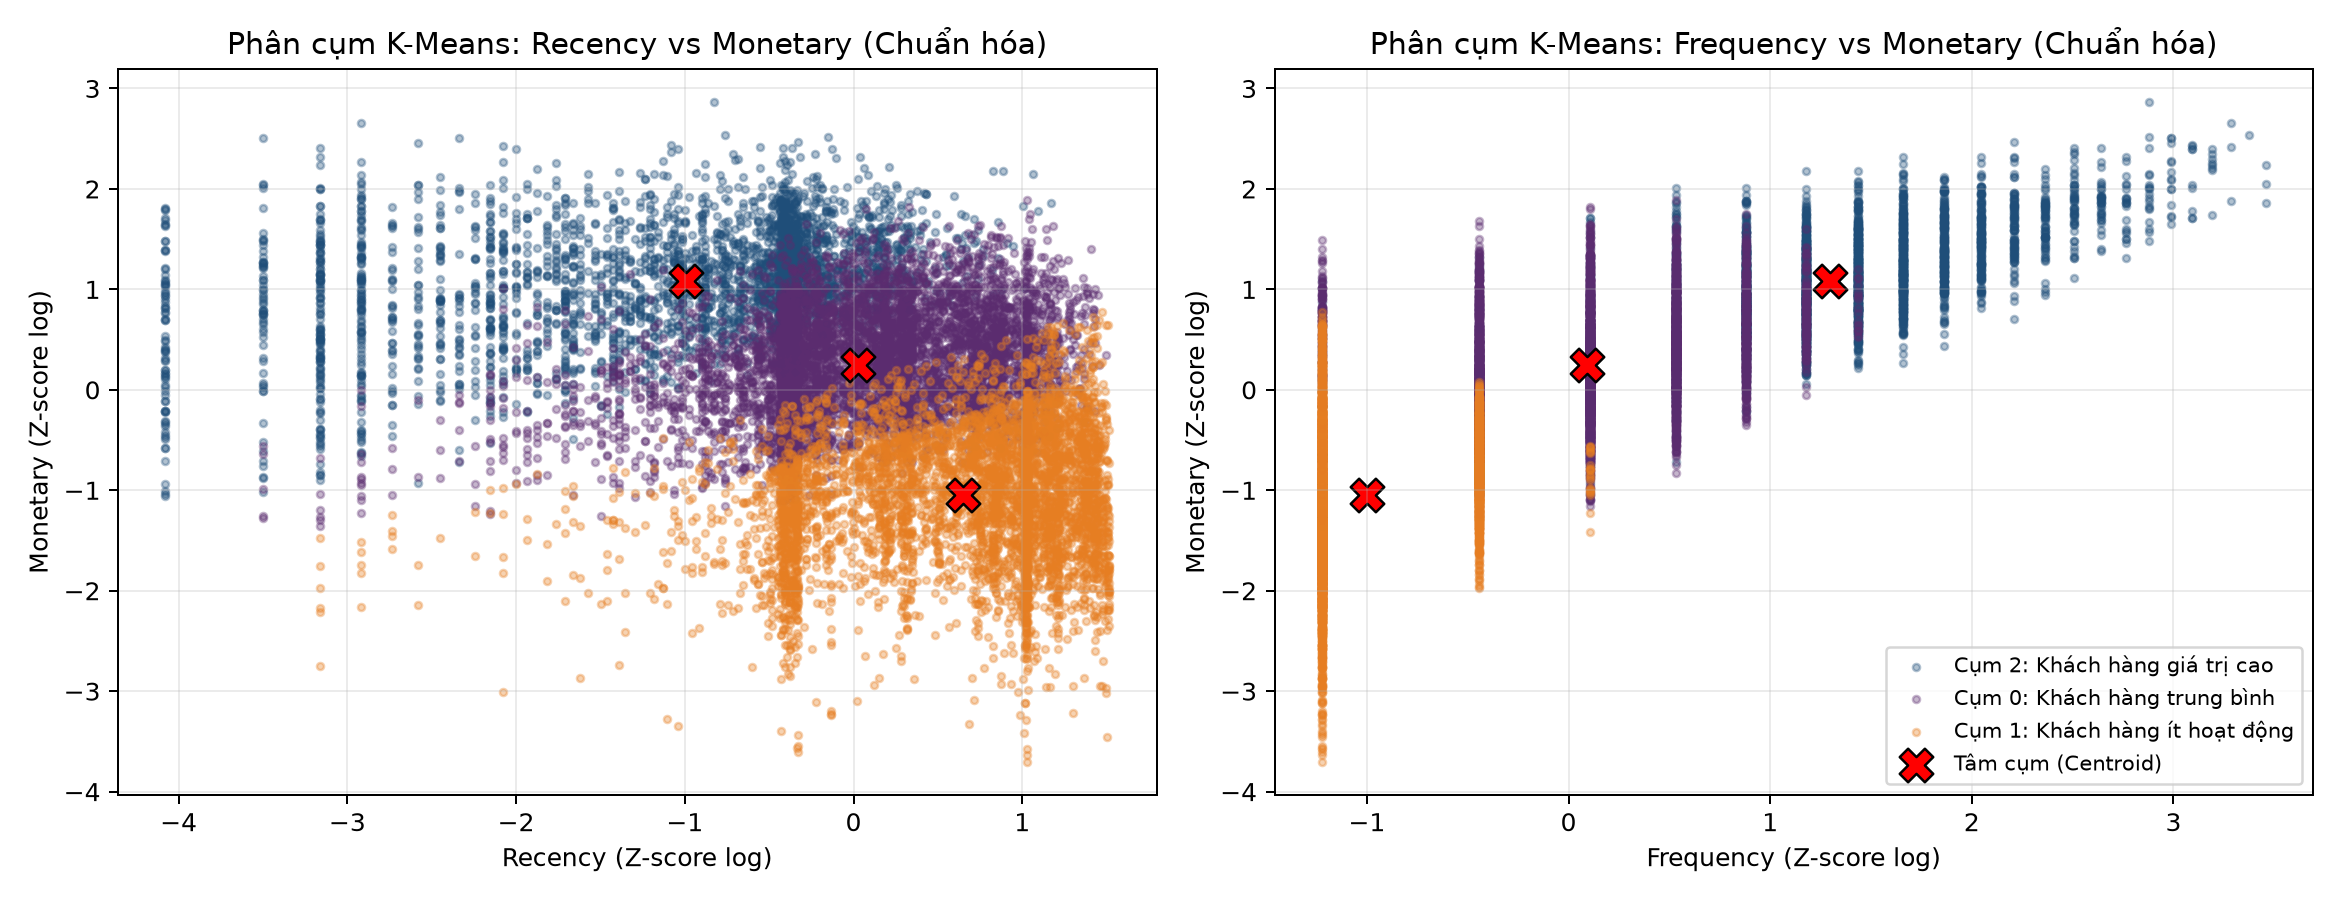 Phân cụm K-Means: Recency vs Monetary (Chuẩn hóa)
3
2
1
0
−1
−2
−3
−4
Monetary (Z-score log)
−4 −3 −2 −1 0 1
Recency (Z-score log)
Phân cụm K-Means: Frequency vs Monetary (Chuẩn hóa)
3
2
1
0
−1
−2
−3
−4
Monetary (Z-score log)
−1 0 1 2 3
Frequency (Z-score log)
Cụm 2: Khách hàng giá trị cao
Cụm 0: Khách hàng trung bình
Cụm 1: Khách hàng ít hoạt động
Tâm cụm (Centroid)